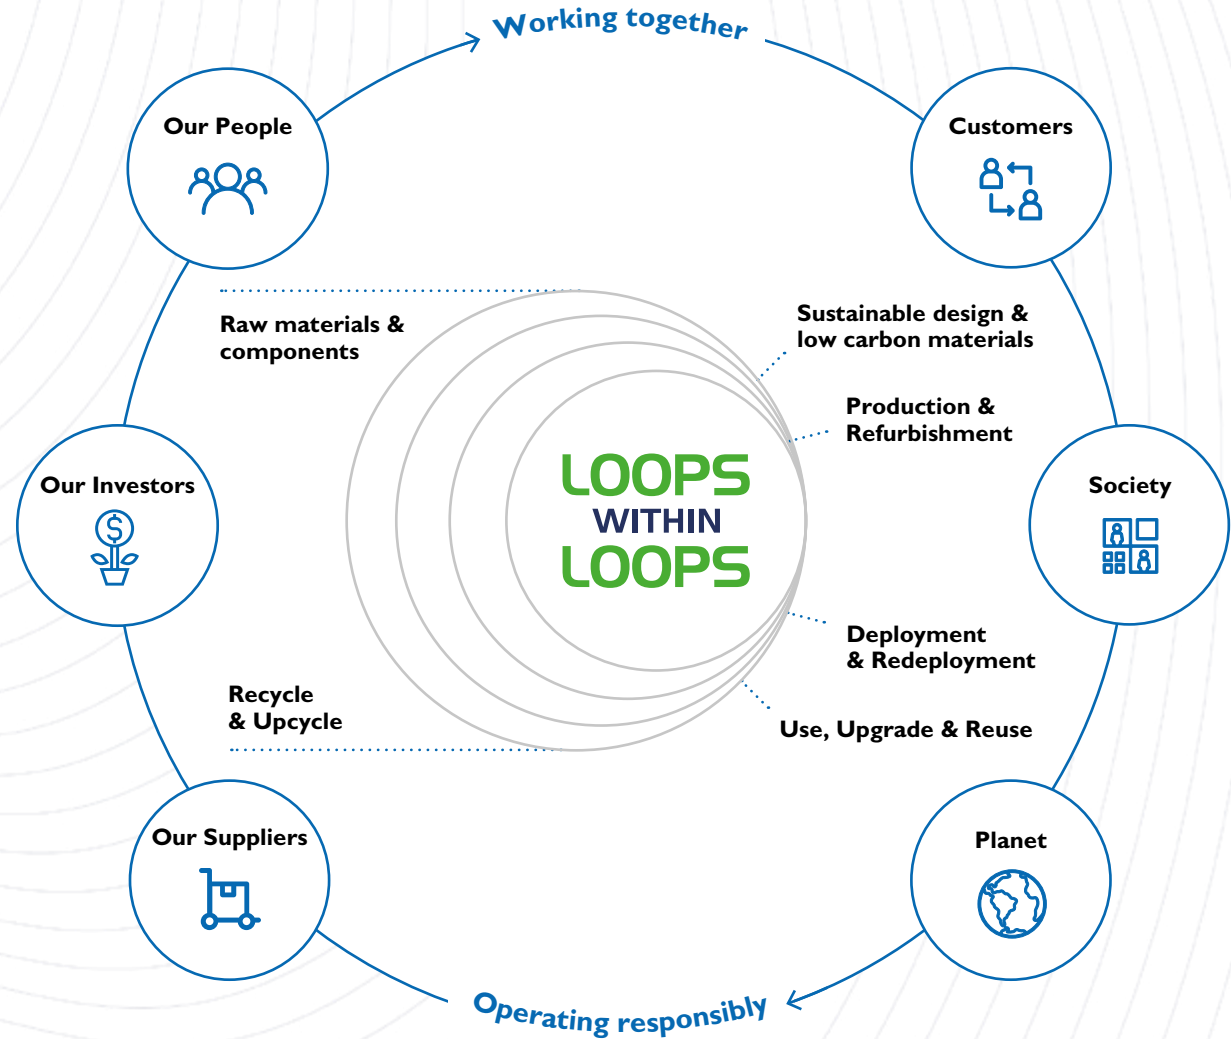 Working together
Our People
Customers
Raw materials &
components
Sustainable design &
low carbon materials
Production &
Refurbishment
Our Investors
$
LOOPS
WITHIN
LOOPS
Society
Deployment
& Redeployment
Recycle
& Upcycle
Use, Upgrade & Reuse
Our Suppliers
Planet
Operating responsibly